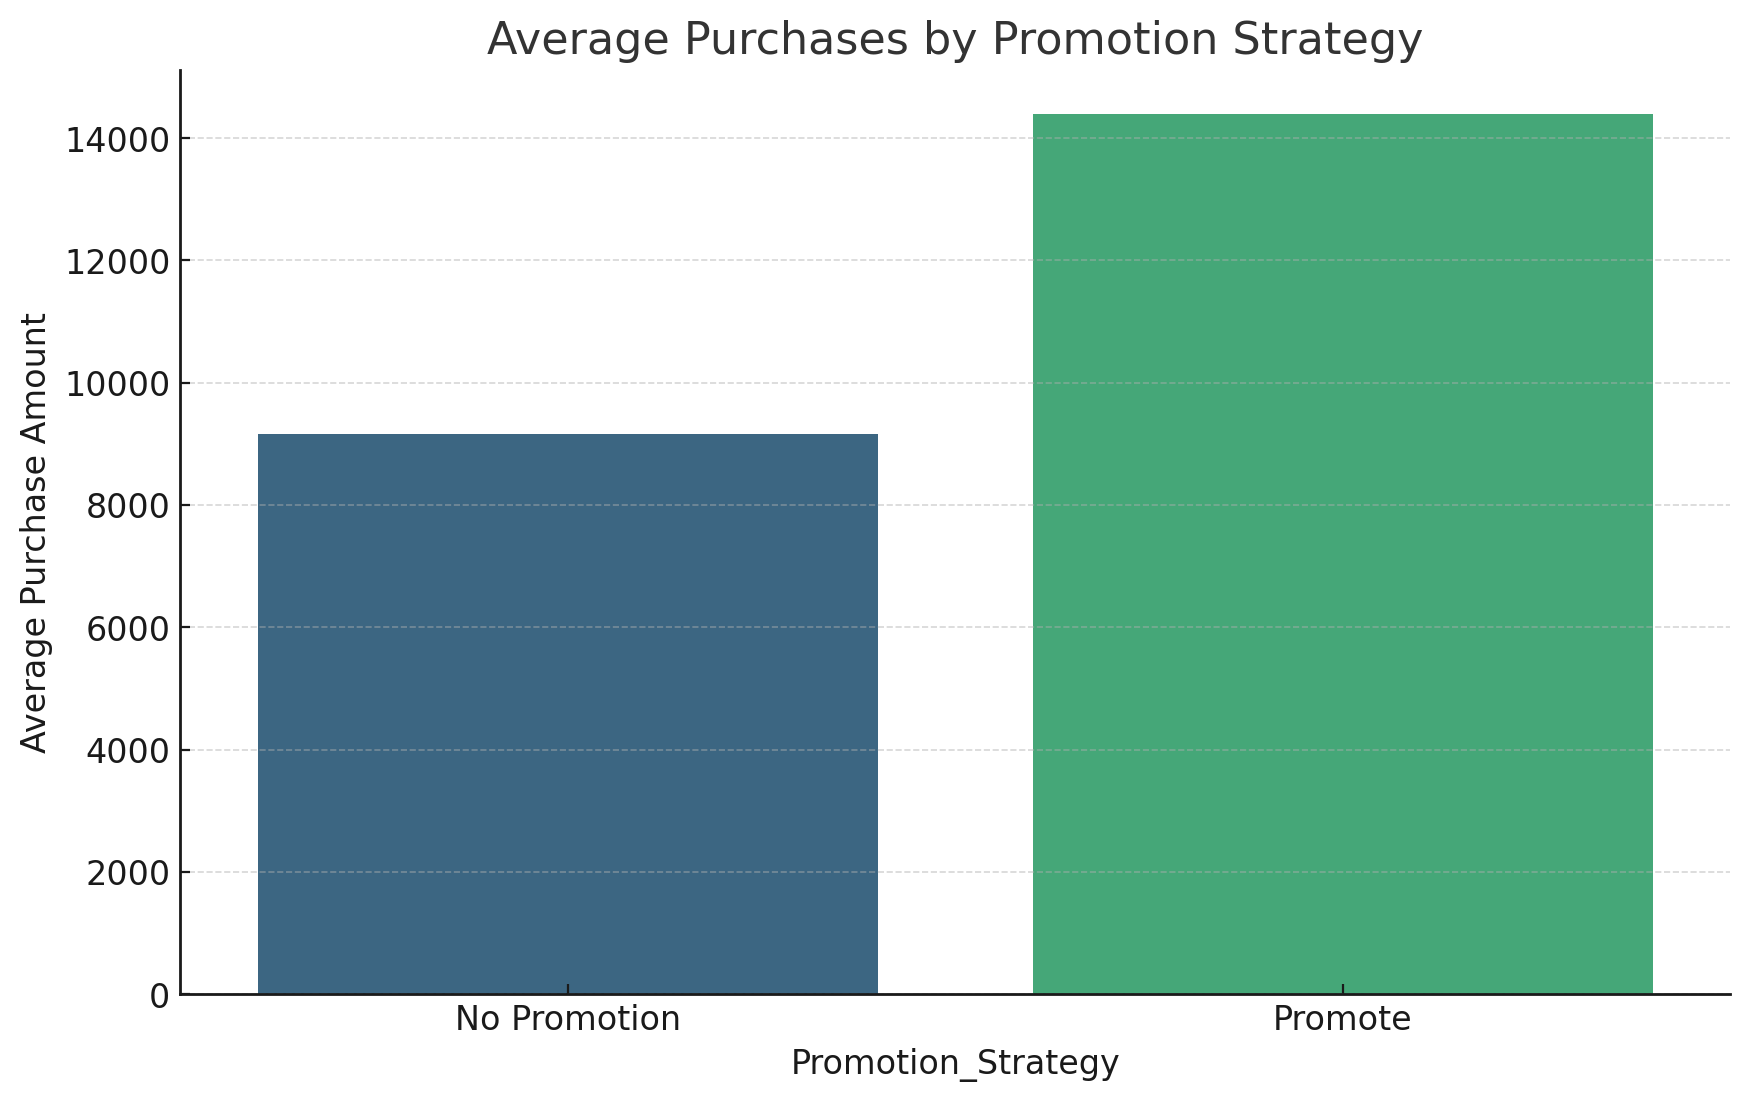 Average Purchases by Promotion Strategy
Average Purchase Amount
14000
12000
10000
8000
6000
4000
2000
0
No Promotion
Promote
Promotion_Strategy